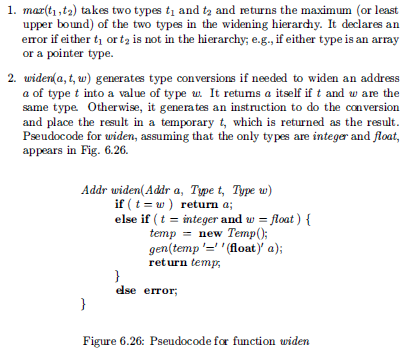 1. max(t1,t2) takes two types t1 and t2 and returns the maximum (or least
upper bound) of the two types in the widening hierarchy. It declares an
error if either t1 or t2 is not in the hierarchy; e.g., if either type is an array
or a pointer type.
2. widen(a,t,w) generates type conversions if needed to widen an address
a of type t into a value of type w. It returns a itself if t and w are the
same type. Otherwise, it generates an instruction to do the conversion
and place the result in a temporary t, which is returned as the result.
Pseudocode for widen, assuming that the only types are integer and float,
appears in Fig. 6.26.
Addr widen(Addr a, Type t, Type w)
if ( t = w ) return a;
else if ( t = integer and w = float ) {
temp = new Temp();
gen(temp '=' '(float)' a);
return temp;
}
else error;
}
Figure 6.26: Pseudocode for function widen